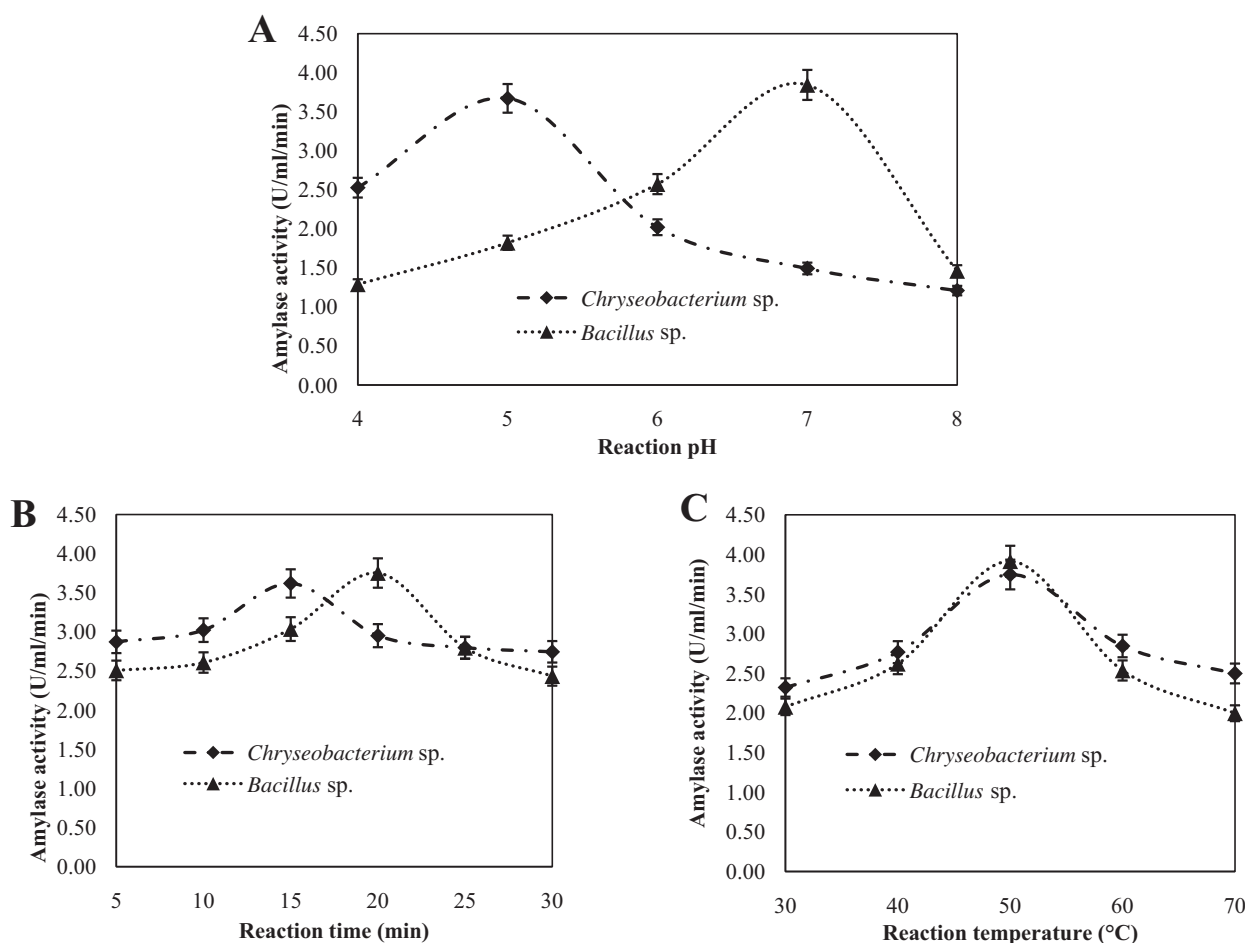 A
Amylase activity (U/ml/min)
4.50
4.00
3.50
3.00
2.50
2.00
1.50
1.00
0.50
0.00
Chryseobacterium sp.
Bacillus sp.
4 5 6 7 8
Reaction pH
B
Amylase activity (U/ml/min)
4.50
4.00
3.50
3.00
2.50
2.00
1.50
1.00
0.50
0.00
Chryseobacterium sp.
Bacillus sp.
5 10 15 20 25 30
Reaction time (min)
C
Amylase activity (U/ml/min)
4.50
4.00
3.50
3.00
2.50
2.00
1.50
1.00
0.50
0.00
Chryseobacterium sp.
Bacillus sp.
30 40 50 60 70
Reaction temperature (°C)